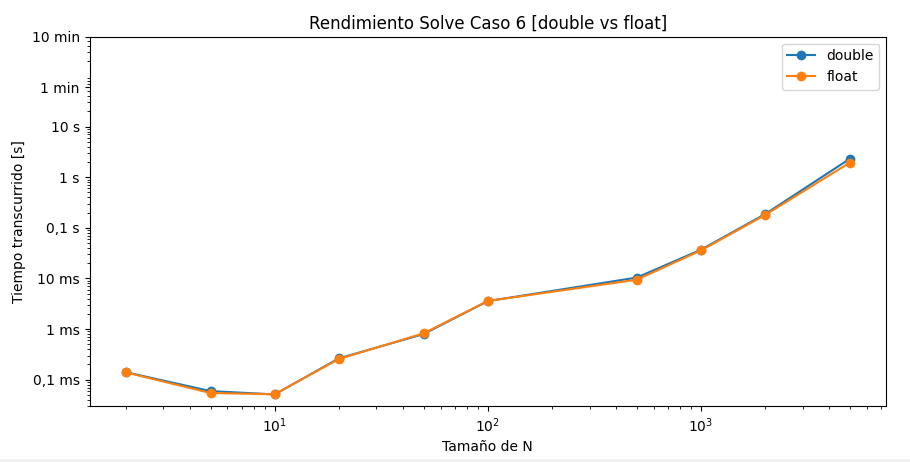 Rendimiento Solve Caso 6 [double vs float]
10 min
1 min
10 s
1 s
0,1 s
10 ms
1 ms
0,1 ms
Tiempo transcurrido [s]
double
float
10¹
10²
10³
Tamaño de N